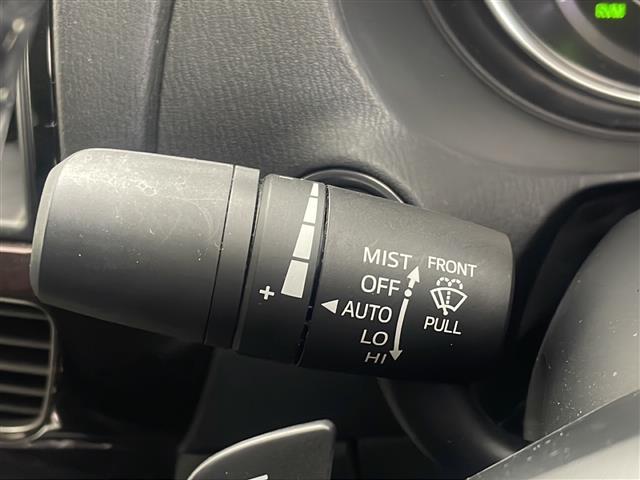 MIST
OFF
AUTO
LO
HI
FRONT
PULL
+